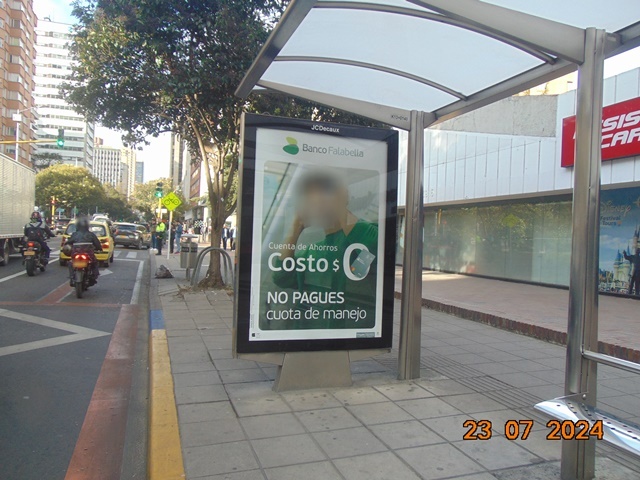 JCDecaux
Banco Falabella
Cuenta de Ahorros
Costo $0
NO PAGUES
cuota de manejo
23 07 2024